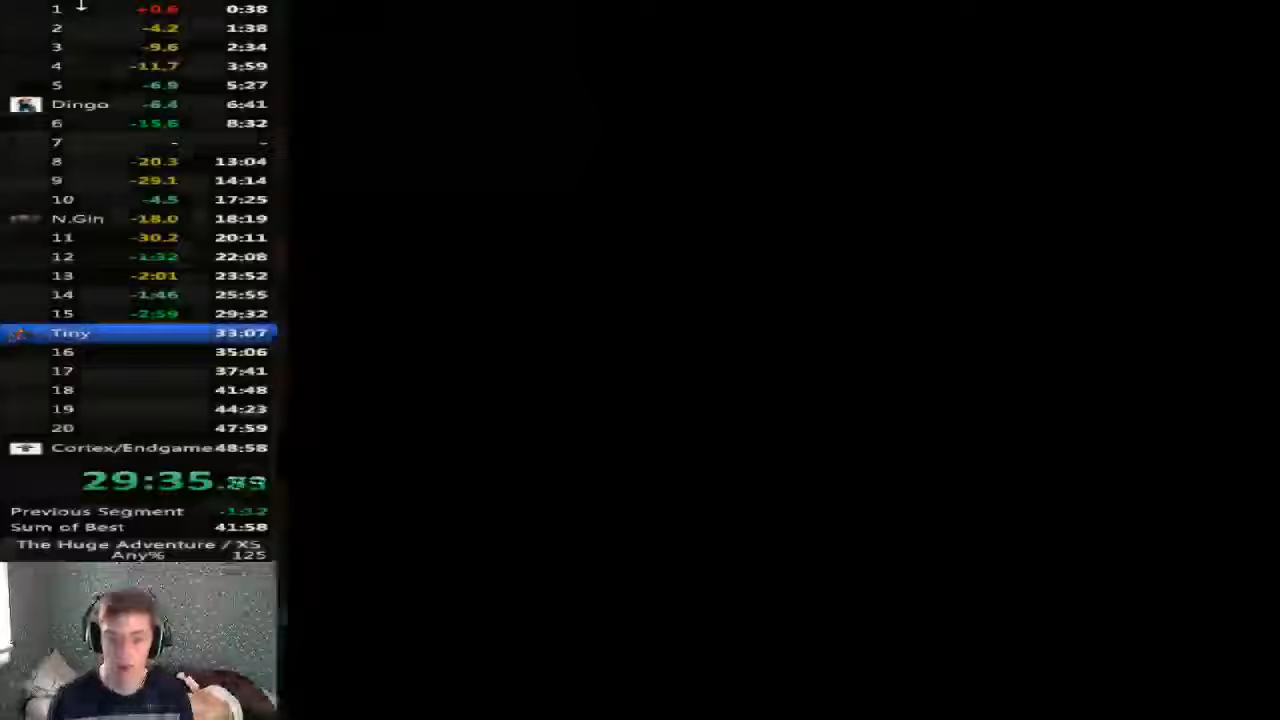 1 +0.6 0:38
2 -4.2 1:38
3 -9.6 2:34
4 -11.7 3:59
5 -6.9 5:27
Dingo -6.4 6:41
6 -15.6 8:32
7 - -
8 -20.3 13:04
9 -29.1 14:14
10 -4.5 17:25
N.Gin -18.0 18:19
11 -30.2 20:11
12 -1:32 22:08
13 -2:01 23:52
14 -1:46 25:55
15 -2:59 29:32
Tiny 33:07
16 35:06
17 37:41
18 41:48
19 44:23
20 47:59
Cortex/Endgame 48:58
29:35
Previous Segment -1:12
Sum of Best 41:58
The Huge Adventure / XS
Any% 125